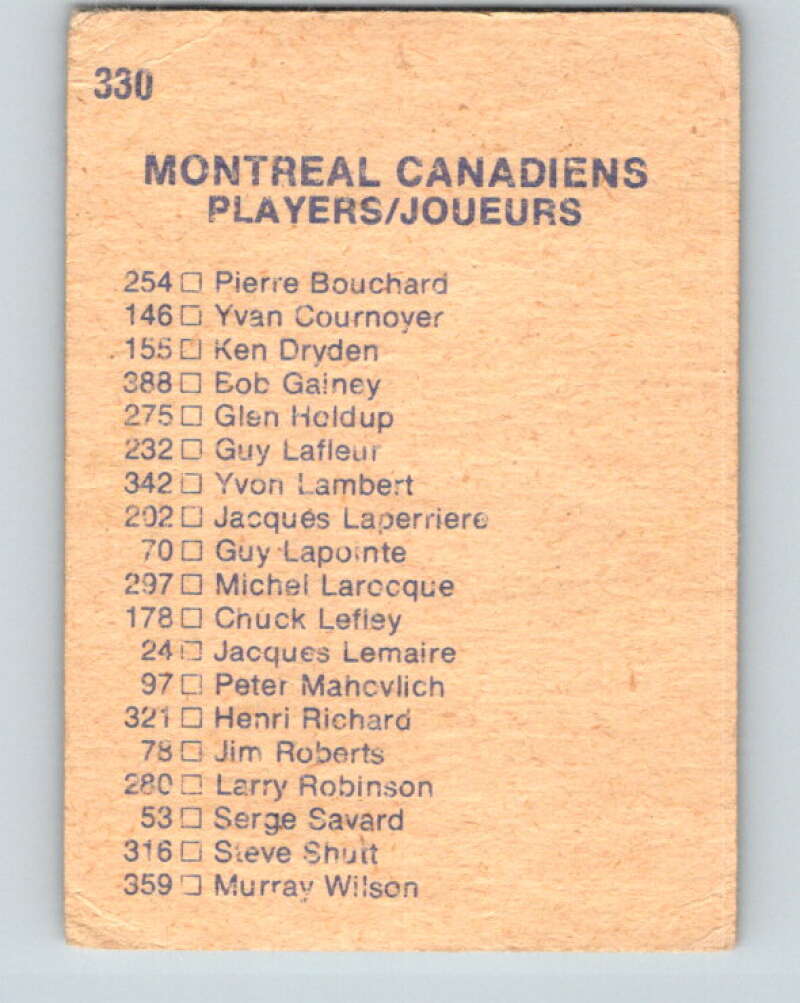 330
MONTREAL CANADIENS
PLAYERS/JOUEURS
254 □ Pierre Bouchard
146 □ Yvan Cournoyer
155 □ Ken Dryden
388 □ Bob Gainey
275 □ Glen Holdup
232 □ Guy Lafleur
342 □ Yvon Lambert
202 □ Jacques Laperriere
70 □ Guy Lapointe
297 □ Michel Larocque
178 □ Chuck Lefley
24 □ Jacques Lemaire
97 □ Peter Mahovlich
321 □ Henri Richard
78 □ Jim Roberts
280 □ Larry Robinson
53 □ Serge Savard
316 □ Steve Shutt
359 □ Murray Wilson